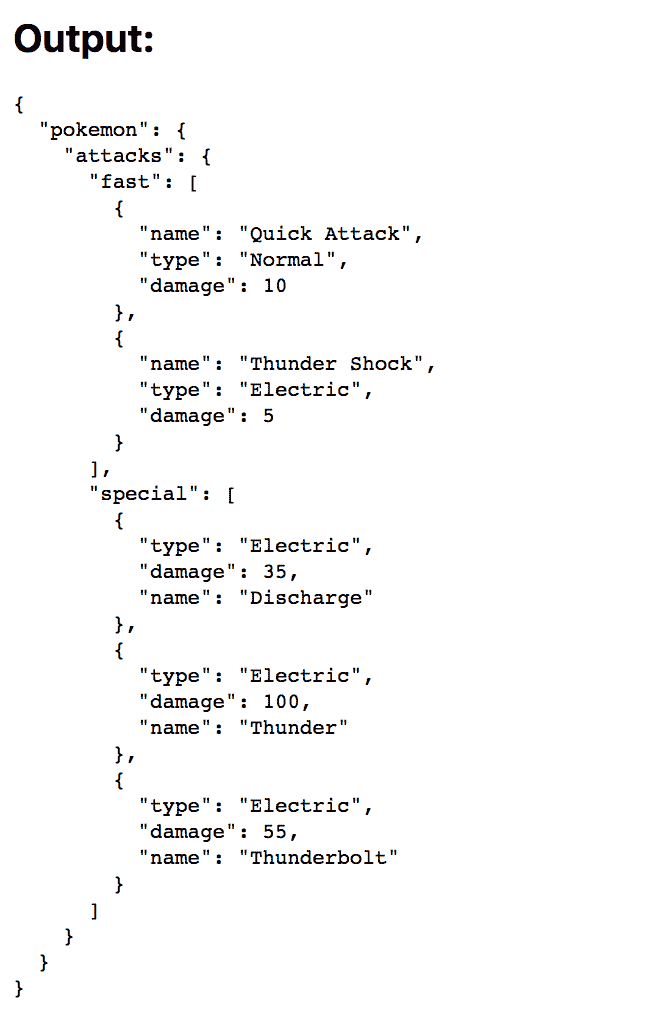 Output:
{
  "pokemon": {
    "attacks": {
      "fast": [
        {
          "name": "Quick Attack",
          "type": "Normal",
          "damage": 10
        },
        {
          "name": "Thunder Shock",
          "type": "Electric",
          "damage": 5
        }
      ],
      "special": [
        {
          "type": "Electric",
          "damage": 35,
          "name": "Discharge"
        },
        {
          "type": "Electric",
          "damage": 100,
          "name": "Thunder"
        },
        {
          "type": "Electric",
          "damage": 55,
          "name": "Thunderbolt"
        }
      ]
    }
  }
}